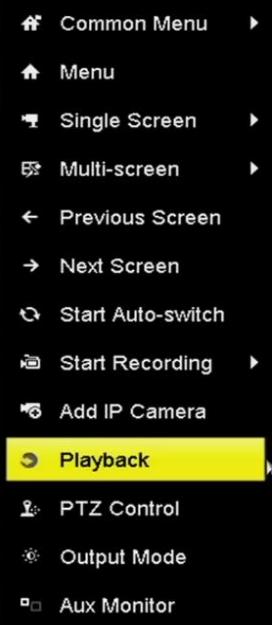 Common Menu
Menu
Single Screen
Multi-screen
Previous Screen
Next Screen
Start Auto-switch
Start Recording
Add IP Camera
Playback
PTZ Control
Output Mode
Aux Monitor